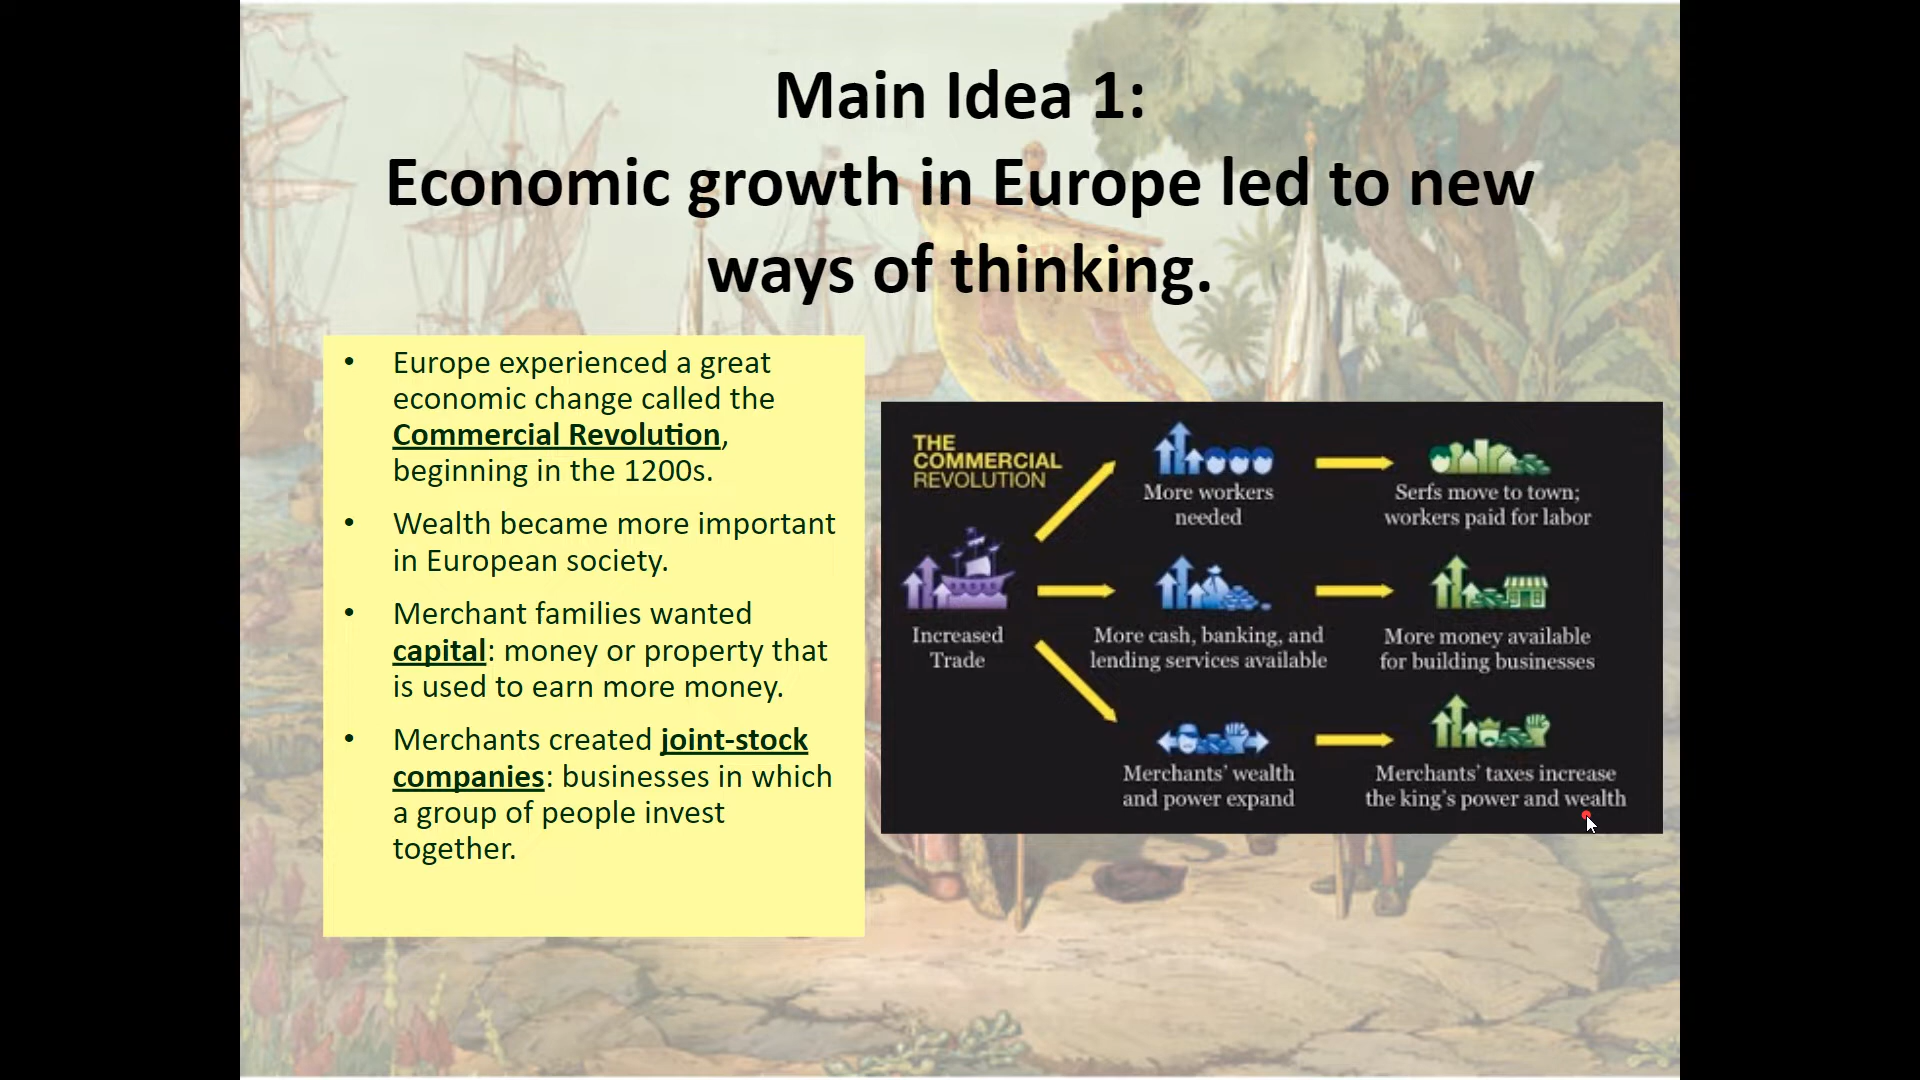 Main Idea 1:
Economic growth in Europe led to new
ways of thinking.
• Europe experienced a great
economic change called the
Commercial Revolution,
beginning in the 1200s.
• Wealth became more important
in European society.
• Merchant families wanted
capital: money or property that
is used to earn more money.
• Merchants created joint-stock
companies: businesses in which
a group of people invest
together.
THE
COMMERCIAL
REVOLUTION
Increased
Trade
More workers
needed
Serfs move to town;
workers paid for labor
More cash, banking, and
lending services available
More money available
for building businesses
Merchants' wealth
and power expand
Merchants' taxes increase
the king's power and wealth